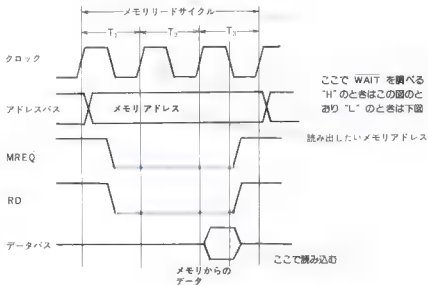 メモリリードサイクル
T₁
T₂
T₃
クロック
アドレスバス
メモリアドレス
MREQ
RD
データバス
メモリからの
データ
ここで WAIT を調べる
"H"のときはこの図のと
おり "L" のときは下図
読み出したいメモリアドレス
ここで読み込む